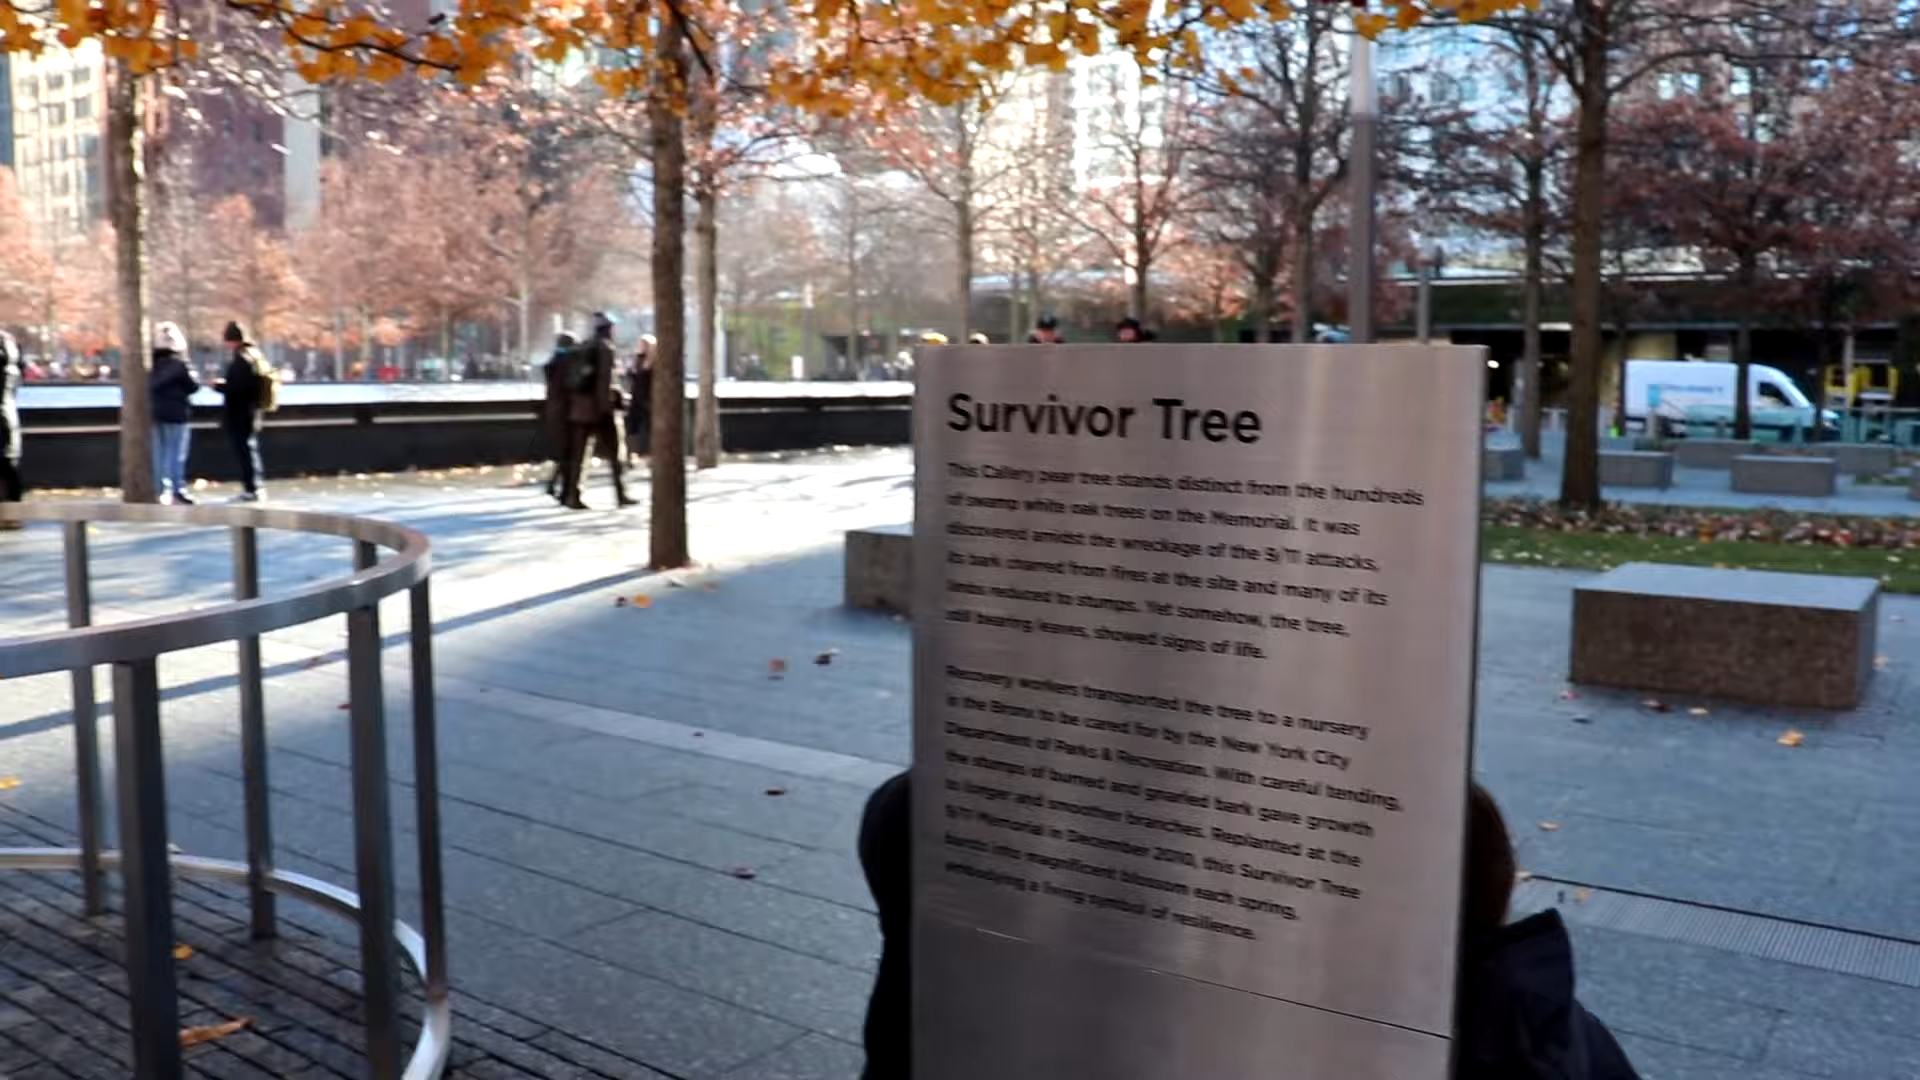 Survivor Tree
This Callery pear tree stands distinct from the hundreds
of swamp white oak trees on the Memorial. It was
discovered amidst the wreckage of the 9/11 attacks,
its bark charred from fires at the site and many of its
limbs reduced to stumps. Yet somehow, the tree,
still bearing leaves, showed signs of life.
Recovery workers transported the tree to a nursery
in the Bronx to be cared for by the New York City
Department of Parks & Recreation. With careful tending,
the stumps of burned and gnarled bark gave growth
to longer and smoother branches. Replanted at the
9/11 Memorial in December 2010, this Survivor Tree
bursts into magnificent blossom each spring,
embodying a living symbol of resilience.